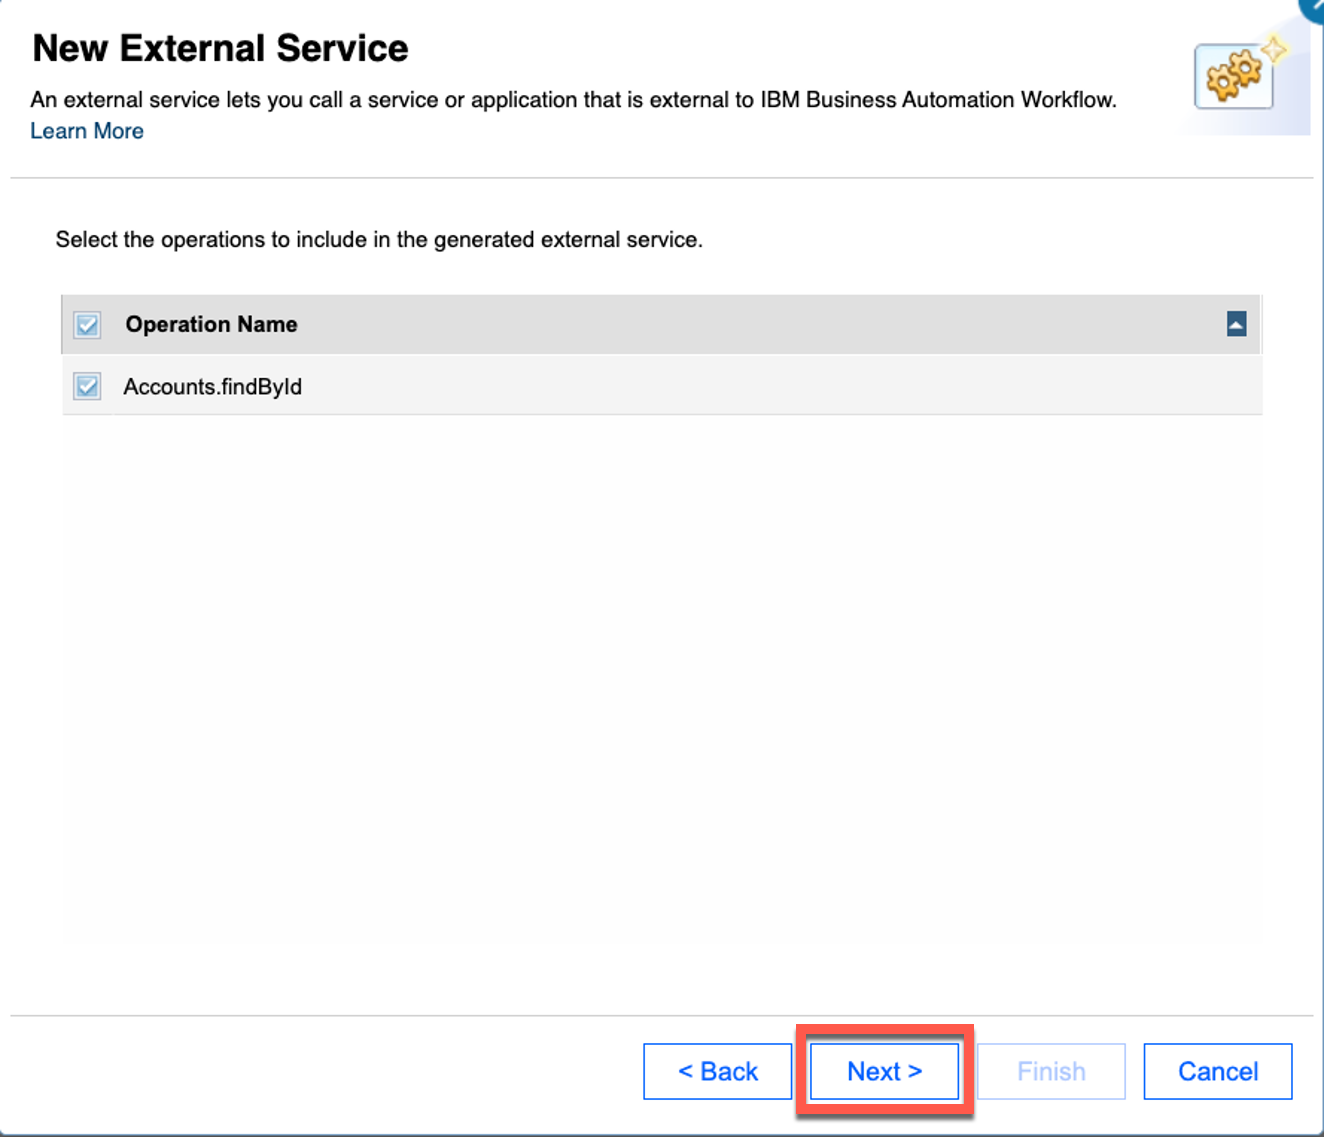 New External Service
An external service lets you call a service or application that is external to IBM Business Automation Workflow.
Learn More
Select the operations to include in the generated external service.
Operation Name
Accounts.findById
< Back
Next >
Finish
Cancel